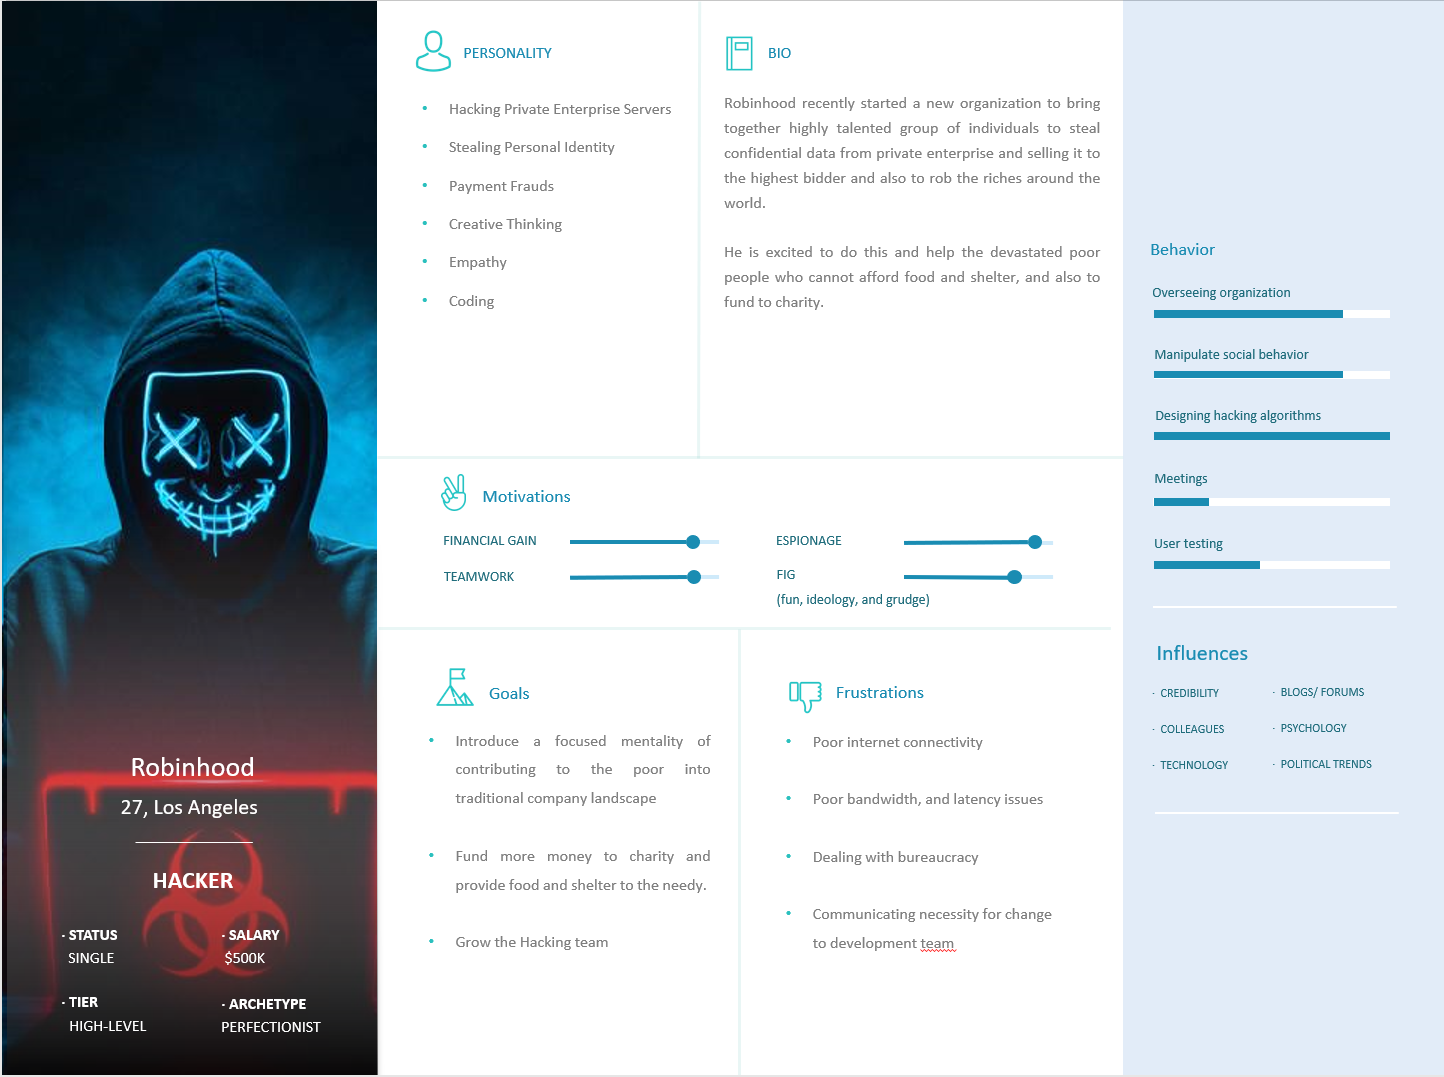 Robinhood
27, Los Angeles
HACKER
· STATUS
SINGLE
· SALARY
$500K
· TIER
HIGH-LEVEL
· ARCHETYPE
PERFECTIONIST
PERSONALITY
• Hacking Private Enterprise Servers
• Stealing Personal Identity
• Payment Frauds
• Creative Thinking
• Empathy
• Coding
BIO
Robinhood recently started a new organization to bring
together highly talented group of individuals to steal
confidential data from private enterprise and selling it to
the highest bidder and also to rob the riches around the
world.
He is excited to do this and help the devastated poor
people who cannot afford food and shelter, and also to
fund to charity.
Motivations
FINANCIAL GAIN
TEAMWORK
ESPIONAGE
FIG
(fun, ideology, and grudge)
Goals
• Introduce a focused mentality of
contributing to the poor into
traditional company landscape
• Fund more money to charity and
provide food and shelter to the needy.
• Grow the Hacking team
Frustrations
• Poor internet connectivity
• Poor bandwidth, and latency issues
• Dealing with bureaucracy
• Communicating necessity for change
to development team
Behavior
Overseeing organization
Manipulate social behavior
Designing hacking algorithms
Meetings
User testing
Influences
· CREDIBILITY
· COLLEAGUES
· TECHNOLOGY
· BLOGS/ FORUMS
· PSYCHOLOGY
· POLITICAL TRENDS